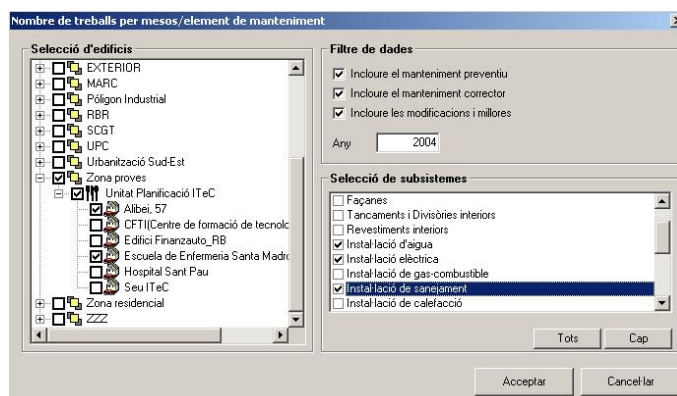 Nombre de treballs per mesos/element de manteniment
Selecció d'edificis
EXTERIOR
MARC
Póligon Industrial
RBR
SCGT
UPC
Urbanització Sud-Est
Zona proves
Unitat Planificació ITeC
Alibei, 57
CFTI(Centre de formació de tecnolo
Edifici Finanzauto_RB
Escuela de Enfermeria Santa Madr
Hospital Sant Pau
Seu ITeC
Zona residencial
ZZZ
Filtre de dades
Incloure el manteniment preventiu
Incloure el manteniment corrector
Incloure les modificacions i millores
Any 2004
Selecció de subsistemes
Façanes
Tancaments i Divisòries interiors
Revestiments interiors
Instal·lació d'aigua
Instal·lació elèctrica
Instal·lació de gas-combustible
Instal·lació de sanejament
Instal·lació de calefacció
Tots Cap
Acceptar Cancel·lar